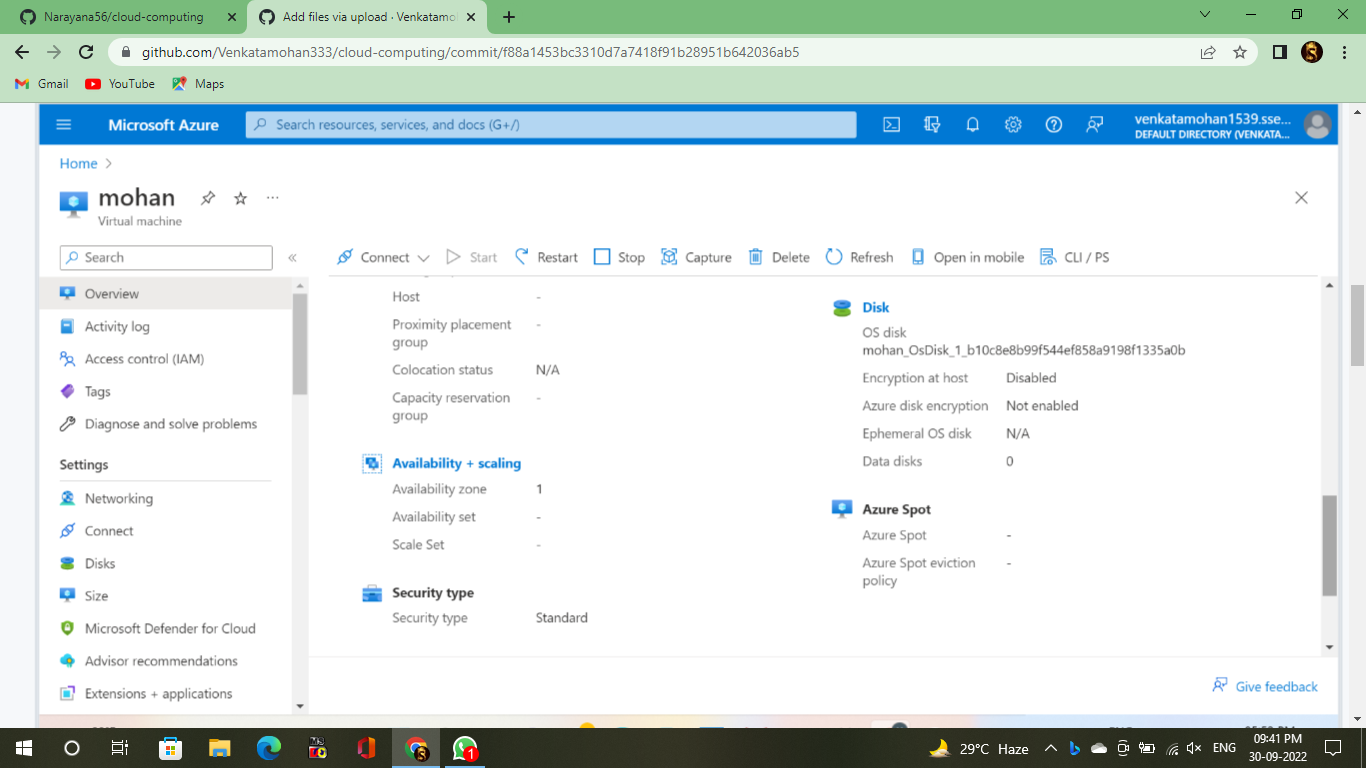 Narayana56/cloud-computing
Add files via upload · Venkatamo
github.com/Venkatamohan333/cloud-computing/commit/f88a1453bc3310d7a7418f91b28951b642036ab5
Gmail
YouTube
Maps
Microsoft Azure
Search resources, services, and docs (G+/)
venkatamohan1539.sse...
DEFAULT DIRECTORY (VENKATA...
Home
mohan
Virtual machine
Search
Connect
Start
Restart
Stop
Capture
Delete
Refresh
Open in mobile
CLI / PS
Overview
Activity log
Access control (IAM)
Tags
Diagnose and solve problems
Settings
Networking
Connect
Disks
Size
Microsoft Defender for Cloud
Advisor recommendations
Extensions + applications
Host -
Proximity placement -
group
Colocation status N/A
Capacity reservation -
group
Availability + scaling
Availability zone 1
Availability set -
Scale Set -
Security type
Security type Standard
Disk
OS disk
mohan_OsDisk_1_b10c8e8b99f544ef858a9198f1335a0b
Encryption at host Disabled
Azure disk encryption Not enabled
Ephemeral OS disk N/A
Data disks 0
Azure Spot
Azure Spot -
Azure Spot eviction -
policy
Give feedback
1
29°C Haze
ENG
09:41 PM
30-09-2022